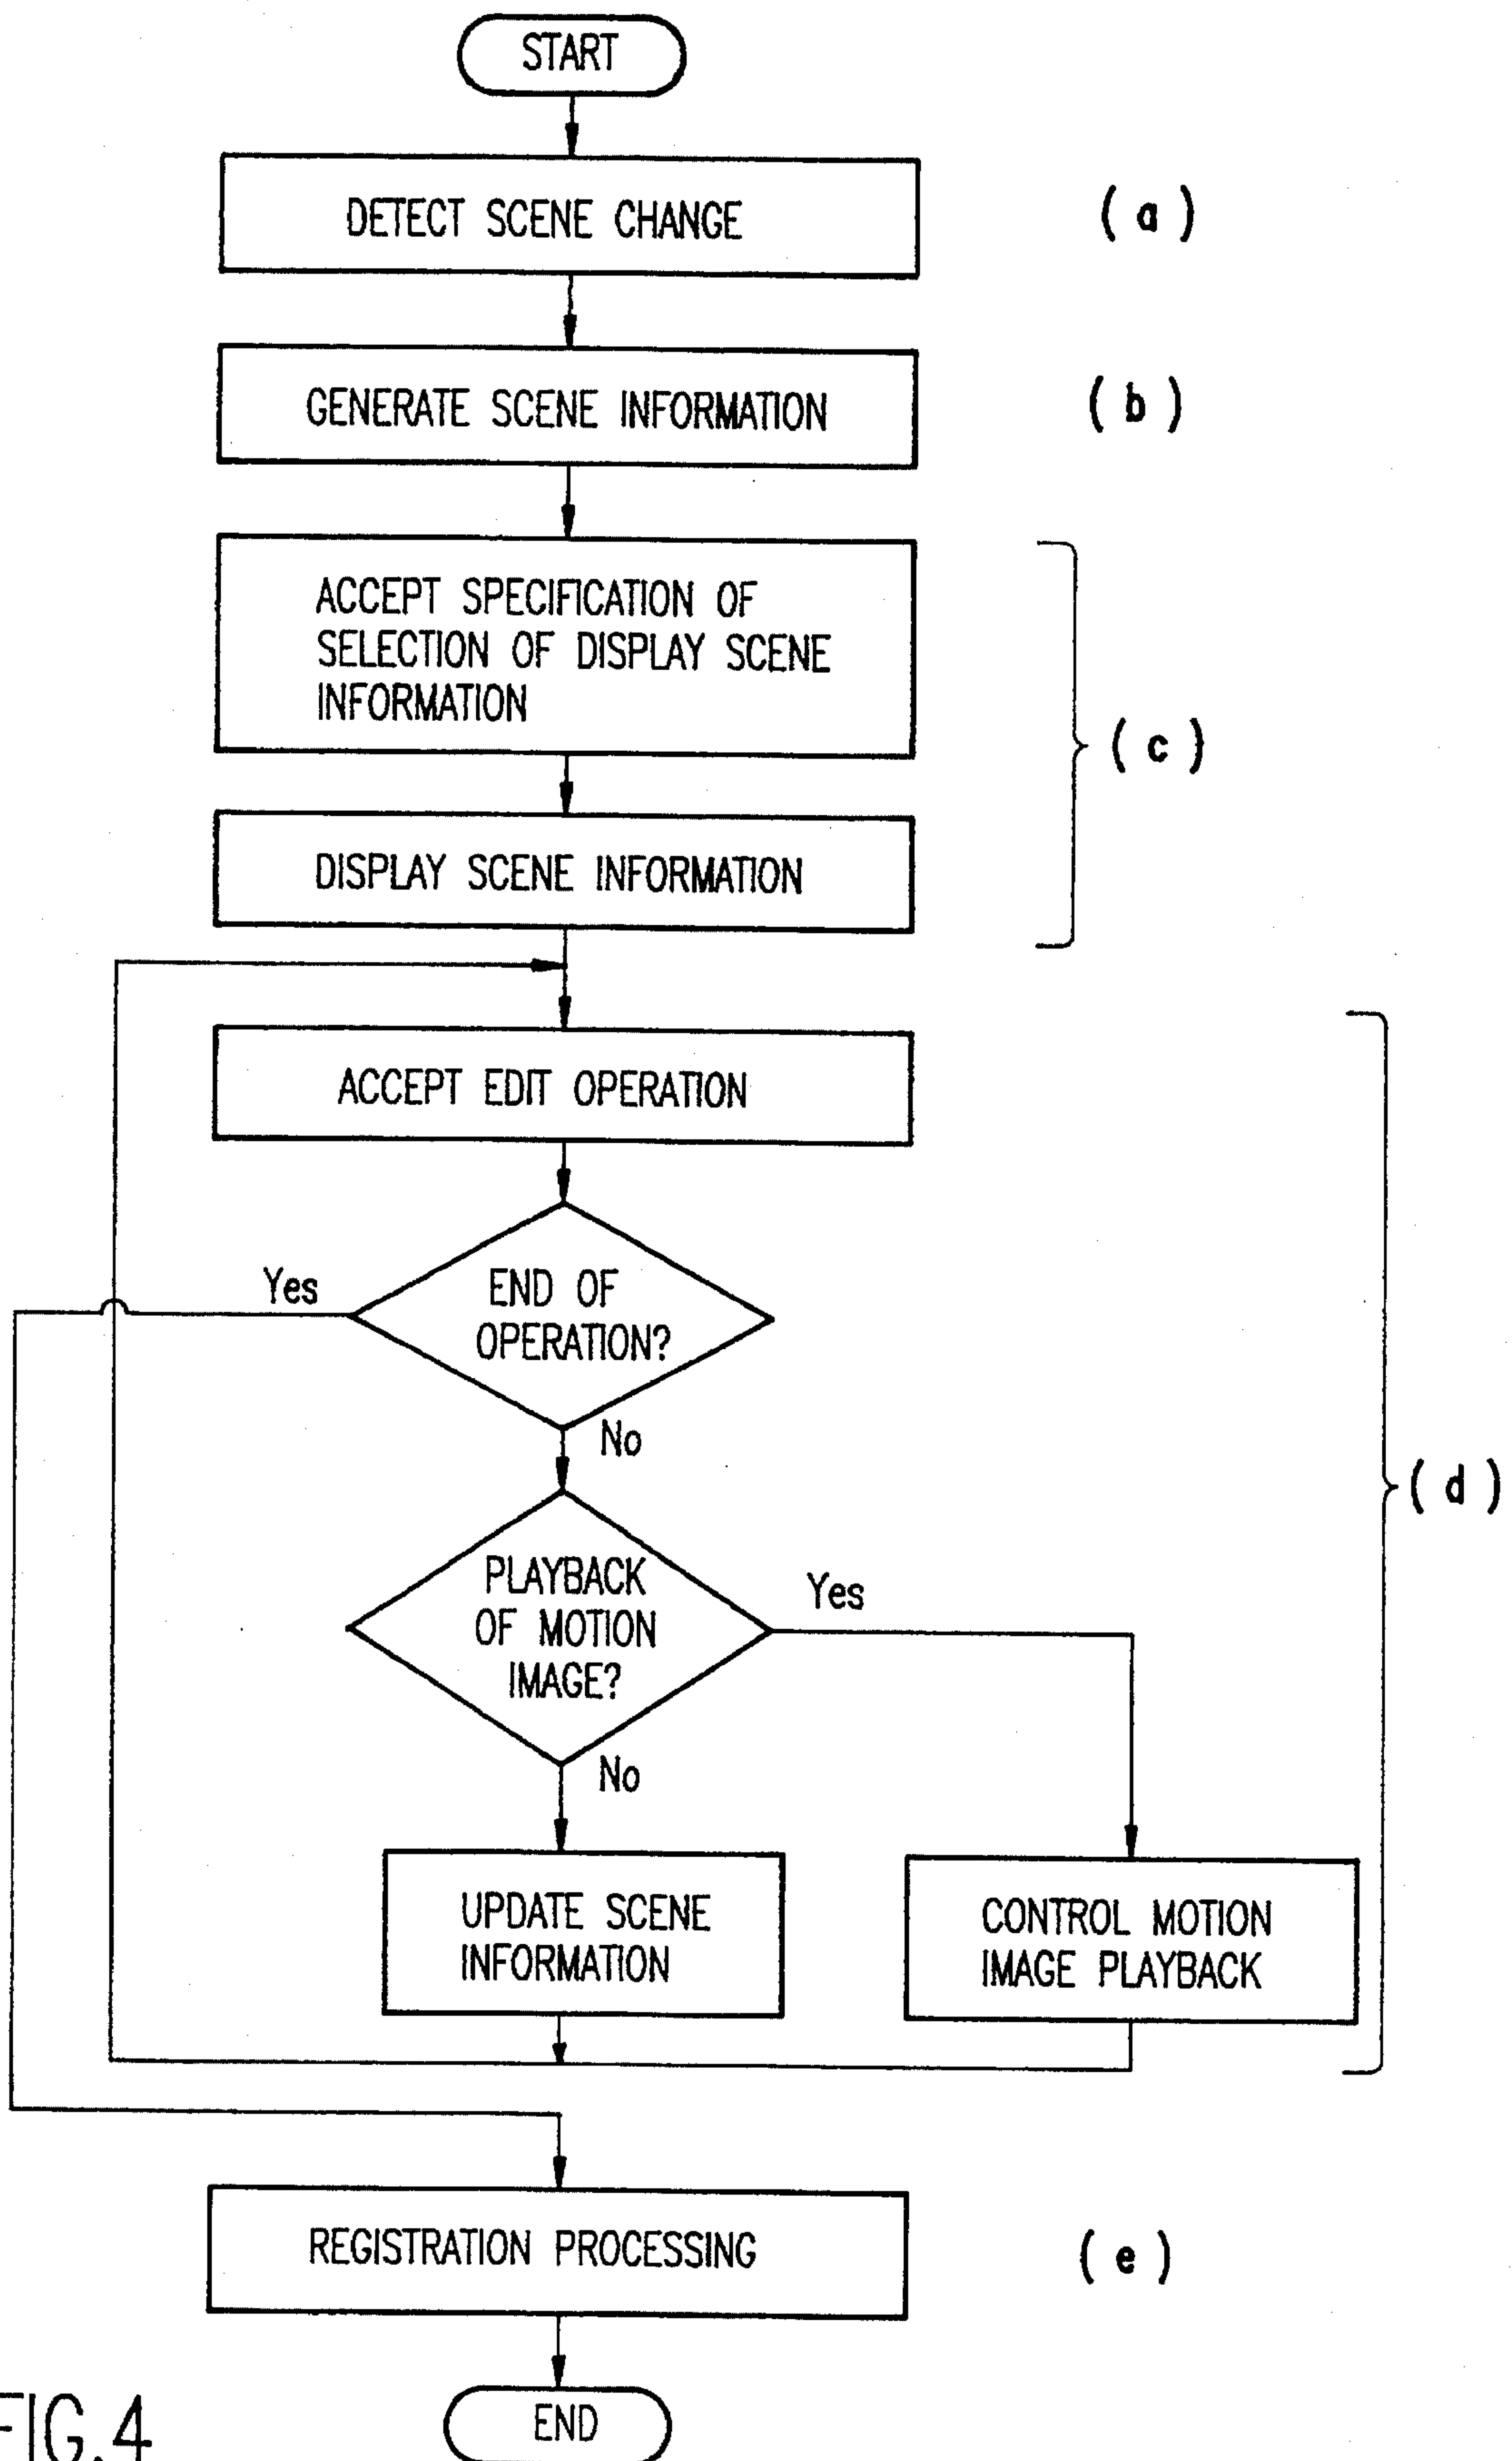 START
DETECT SCENE CHANGE
( a )
GENERATE SCENE INFORMATION
( b )
ACCEPT SPECIFICATION OF
SELECTION OF DISPLAY SCENE
INFORMATION
( c )
DISPLAY SCENE INFORMATION
ACCEPT EDIT OPERATION
Yes
END OF
OPERATION?
No
( d )
PLAYBACK
OF MOTION
IMAGE?
Yes
No
UPDATE SCENE
INFORMATION
CONTROL MOTION
IMAGE PLAYBACK
REGISTRATION PROCESSING
( e )
END
FIG.4